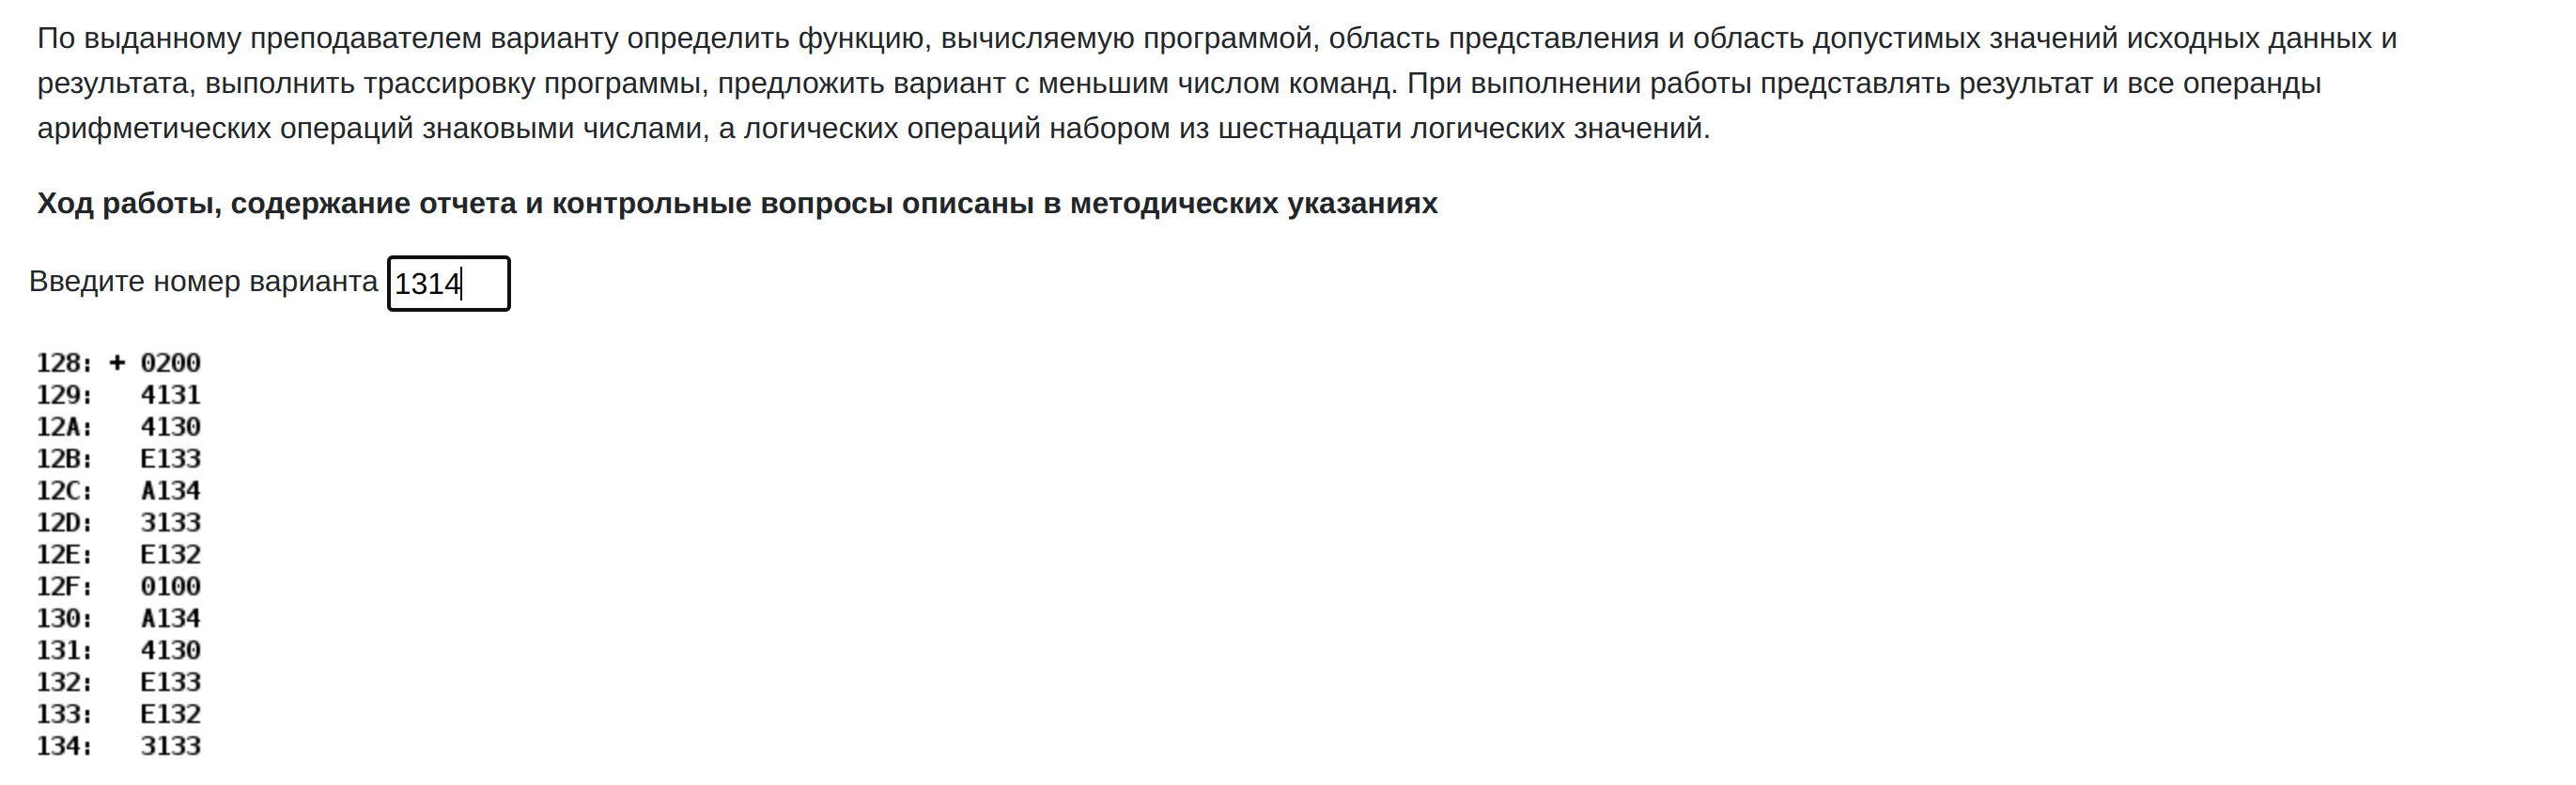 По выданному преподавателем варианту определить функцию, вычисляемую программой, область представления и область допустимых значений исходных данных и
результата, выполнить трассировку программы, предложить вариант с меньшим числом команд. При выполнении работы представлять результат и все операнды
арифметических операций знаковыми числами, а логических операций набором из шестнадцати логических значений.
Ход работы, содержание отчета и контрольные вопросы описаны в методических указаниях
Введите номер варианта 1314
128: + 0200
129: 4131
12A: 4130
12B: E133
12C: A134
12D: 3133
12E: E132
12F: 0100
130: A134
131: 4130
132: E133
133: E132
134: 3133